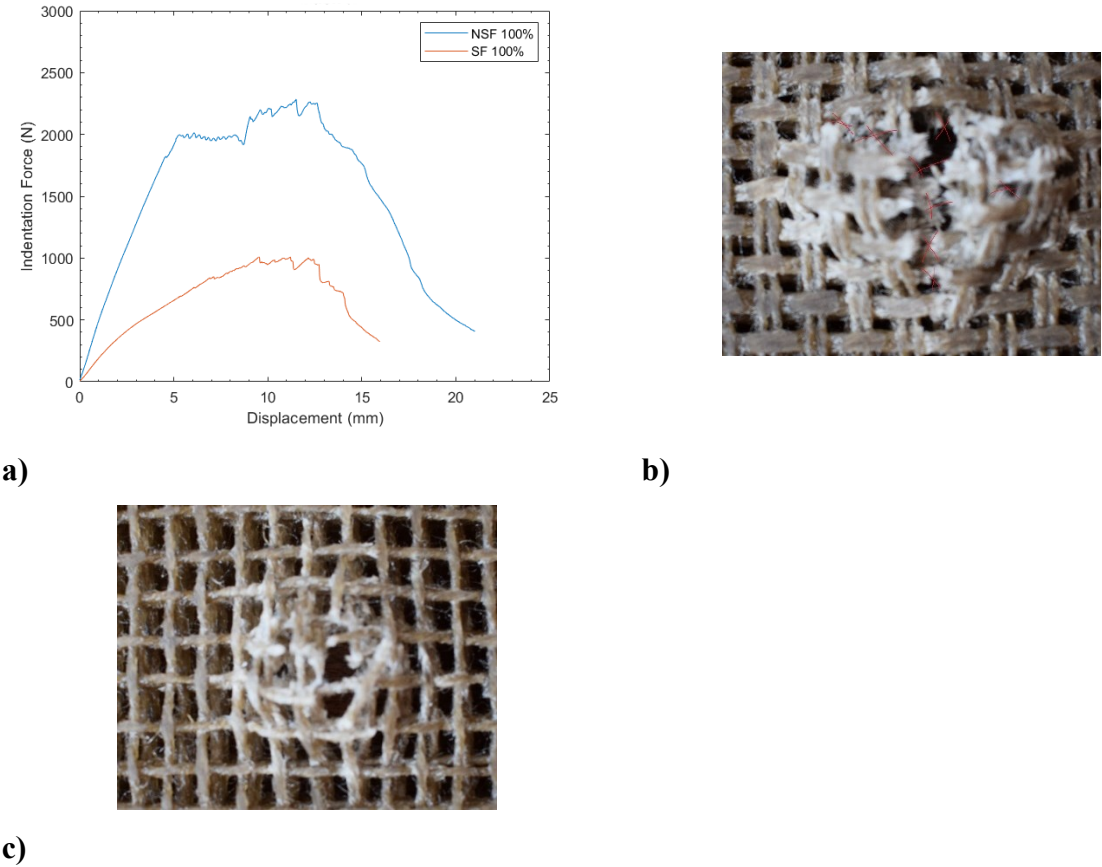 3000
2500
2000
1500
1000
500
0
0 5 10 15 20 25
Indentation Force (N)
Displacement (mm)
NSF 100%
SF 100%
a)
b)
c)